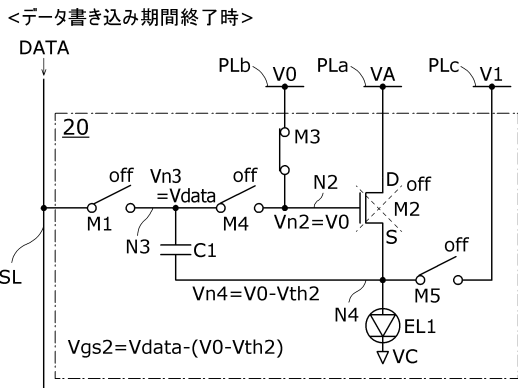 <データ書き込み期間終了時>
DATA
PLb
V0
PLa
VA
PLc
V1
20
M3
off
Vn3
=Vdata
off
N2
D
off
M2
M1
N3
M4
Vn2=V0
S
C1
off
SL
Vn4=V0-Vth2
N4
M5
EL1
Vgs2=Vdata-(V0-Vth2)
VC